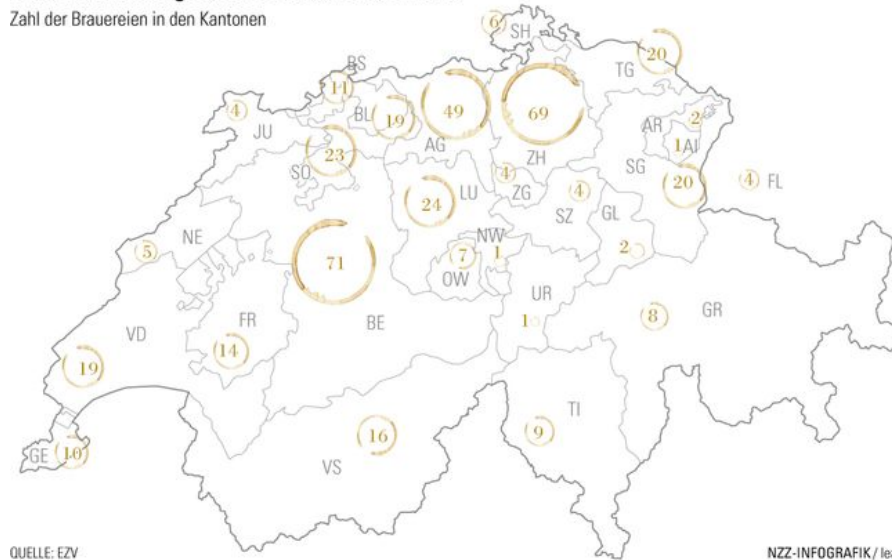 Zahl der Brauereien in den Kantonen
6
SH
20
TG
BS
11
4
JU
BL
19
49
AG
69
ZH
AR
2
1
AI
SG
23
SO
4
ZG
20
4
FL
24
LU
4
SZ
GL
NE
5
NW
7
1
2
OW
71
UR
1
8
GR
VD
FR
14
BE
19
TI
9
GE
10
16
VS
QUELLE: EZV
NZZ-INFOGRAFIK/le